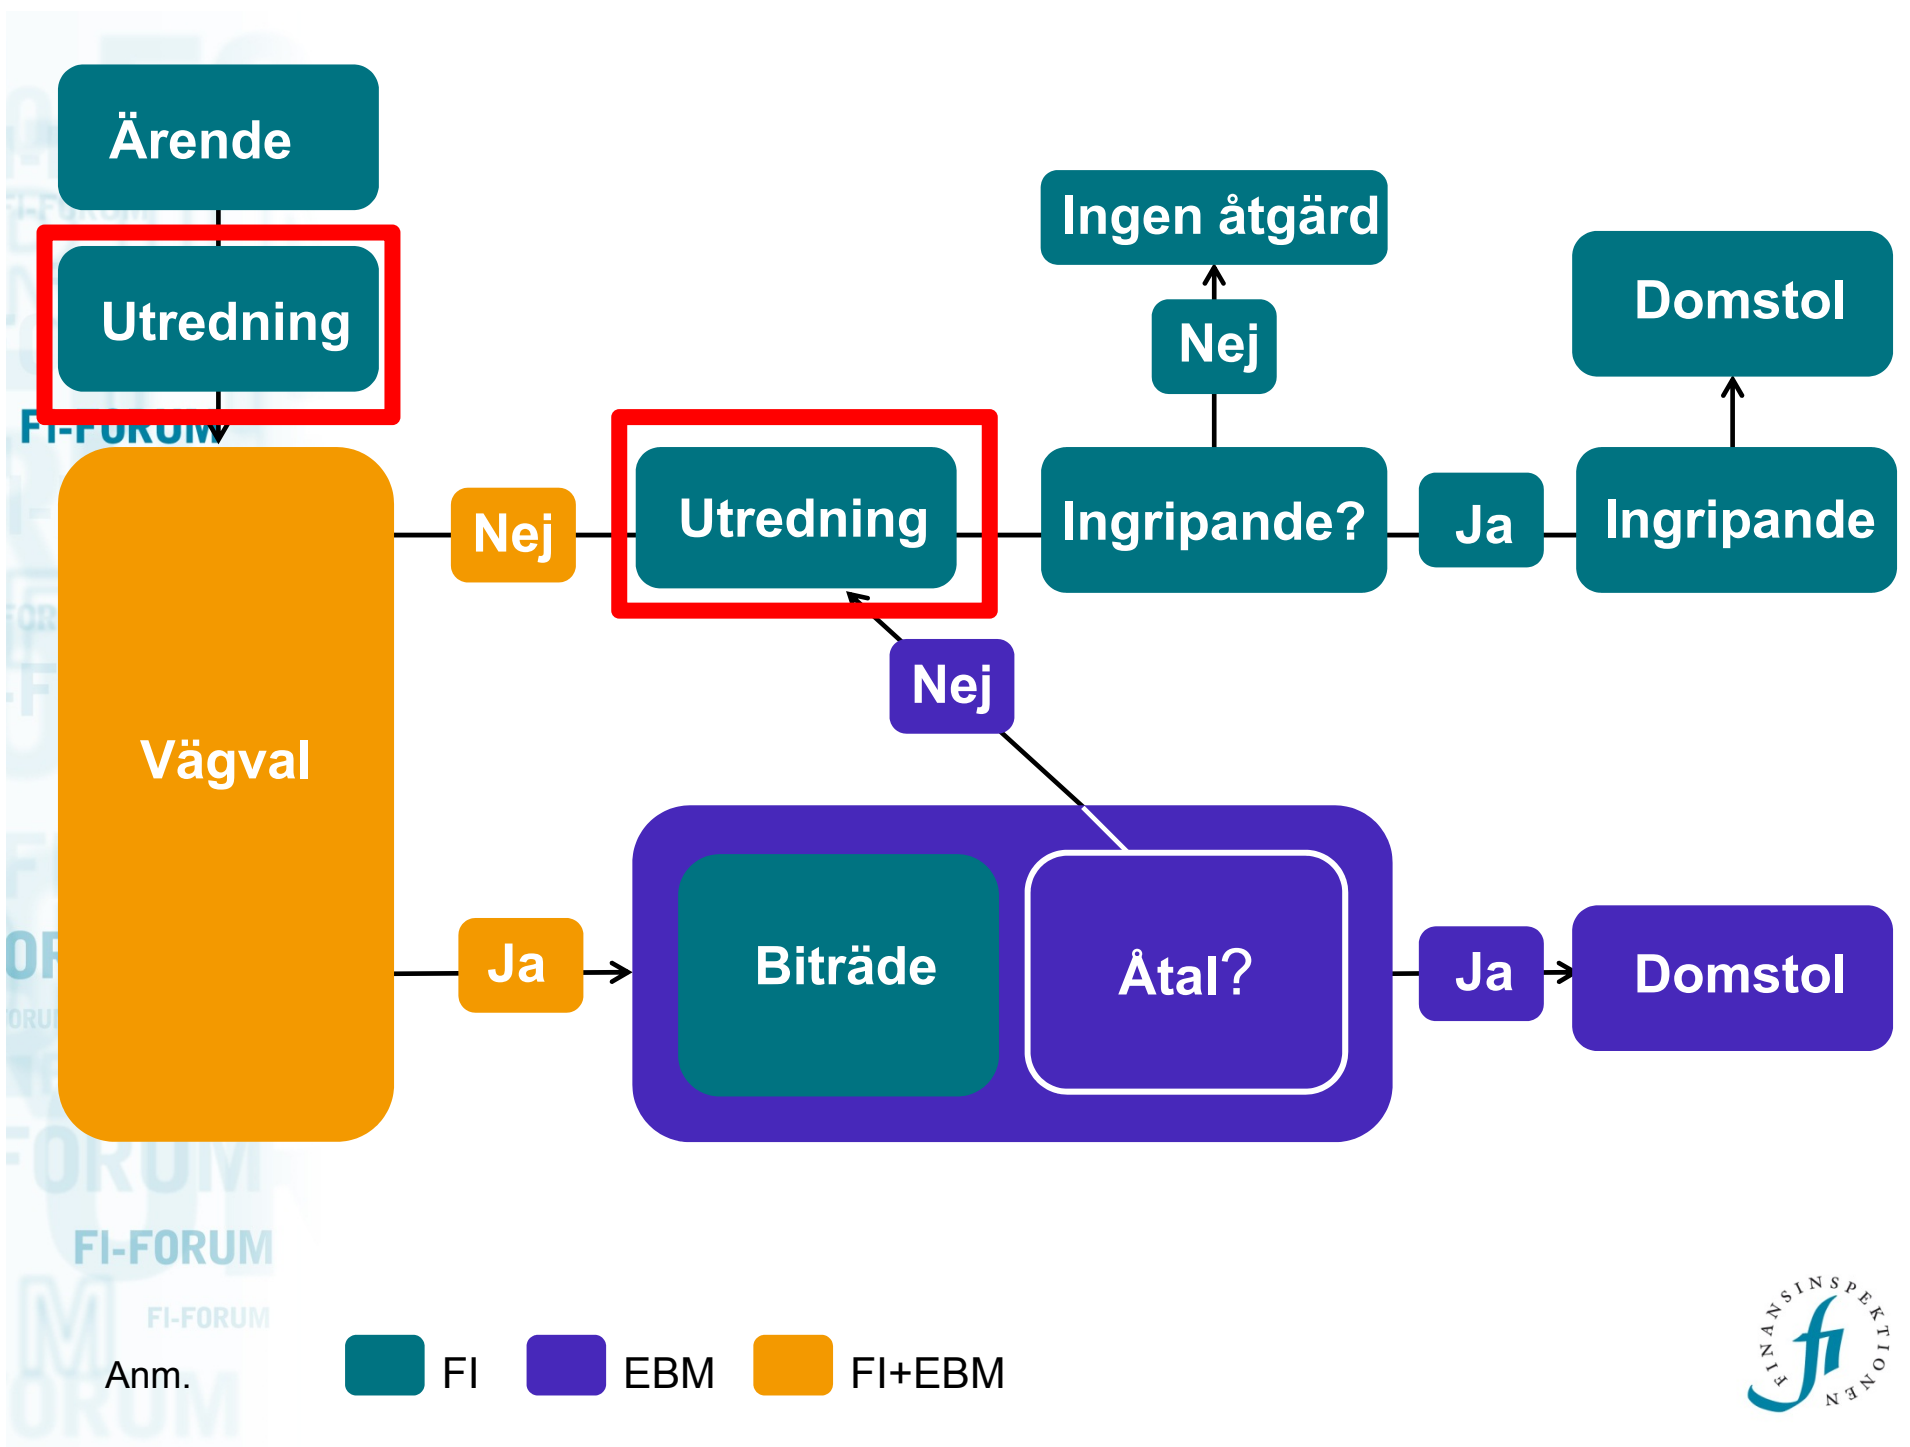 Ärende
Utredning
FI-FORUM
Vägval
Nej
Utredning
Ingripande?
Nej
Ingen åtgärd
Ja
Ingripande
Domstol
Nej
Ja
Biträde
Åtal?
Ja
Domstol
FORUM
FI-FORUM
FI-FORUM
Anm.
FI
EBM
FI+EBM
FINANSINSPEKTIONEN
fi